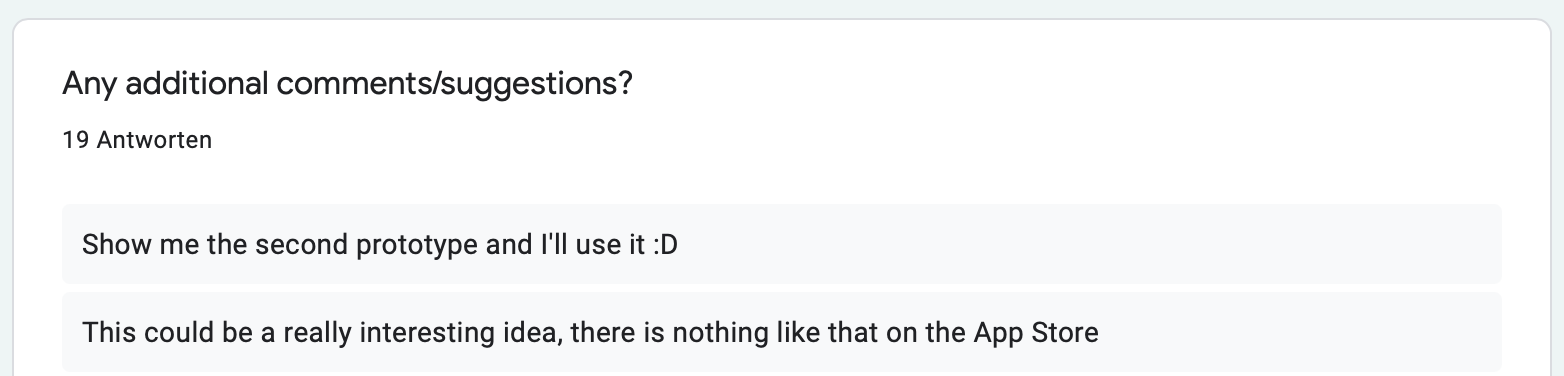 Any additional comments/suggestions?
19 Antworten
Show me the second prototype and I'll use it :D
This could be a really interesting idea, there is nothing like that on the App Store